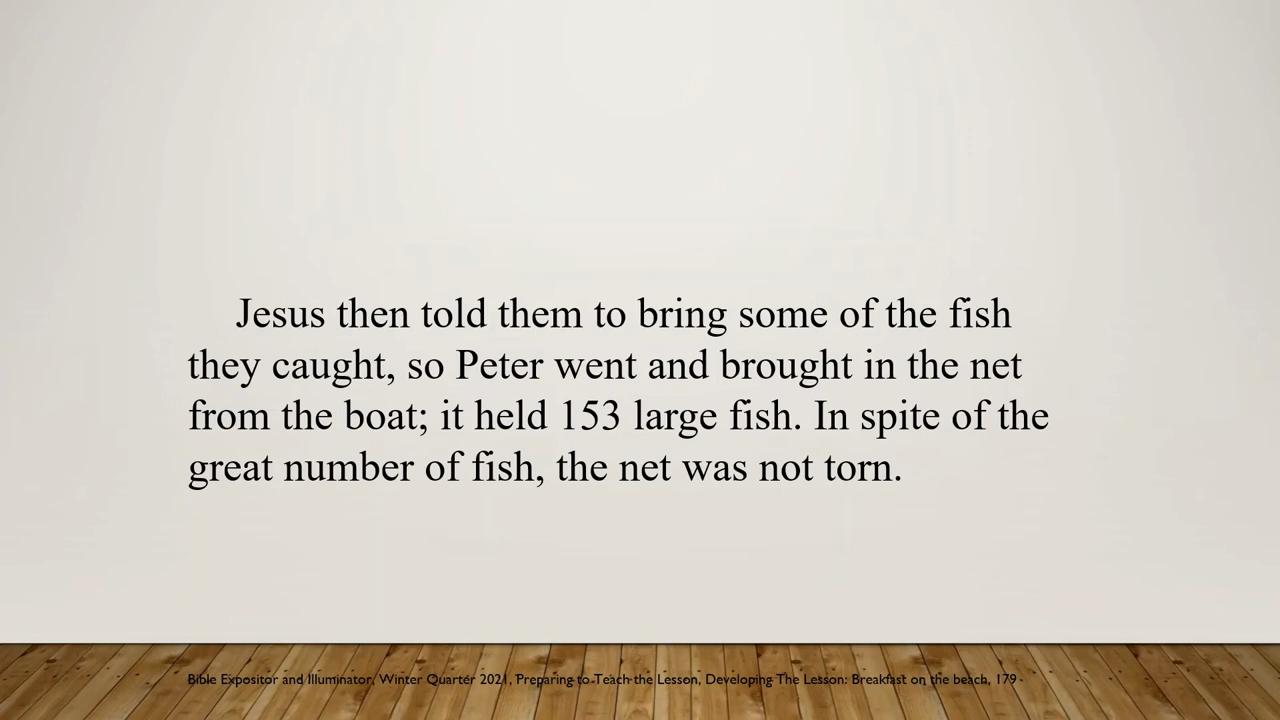 Jesus then told them to bring some of the fish
they caught, so Peter went and brought in the net
from the boat; it held 153 large fish. In spite of the
great number of fish, the net was not torn.
Bible Expositor and Illuminator, Winter Quarter 2021, Preparing to Teach the Lesson, Developing The Lesson: Breakfast on the beach, 179